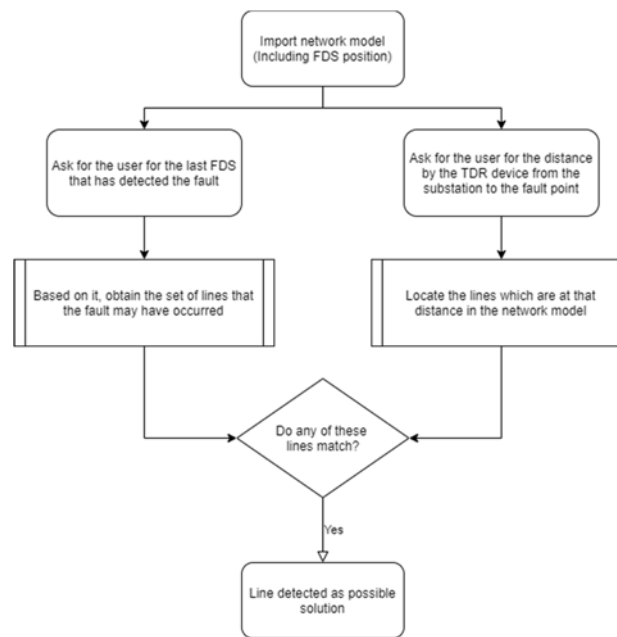 Import network model
(Including FDS position)
Ask for the user for the last FDS
that has detected the fault
Ask for the user for the distance
by the TDR device from the
substation to the fault point
Based on it, obtain the set of lines that
the fault may have occurred
Locate the lines which are at that
distance in the network model
Do any of these
lines match?
Yes
Line detected as possible
solution